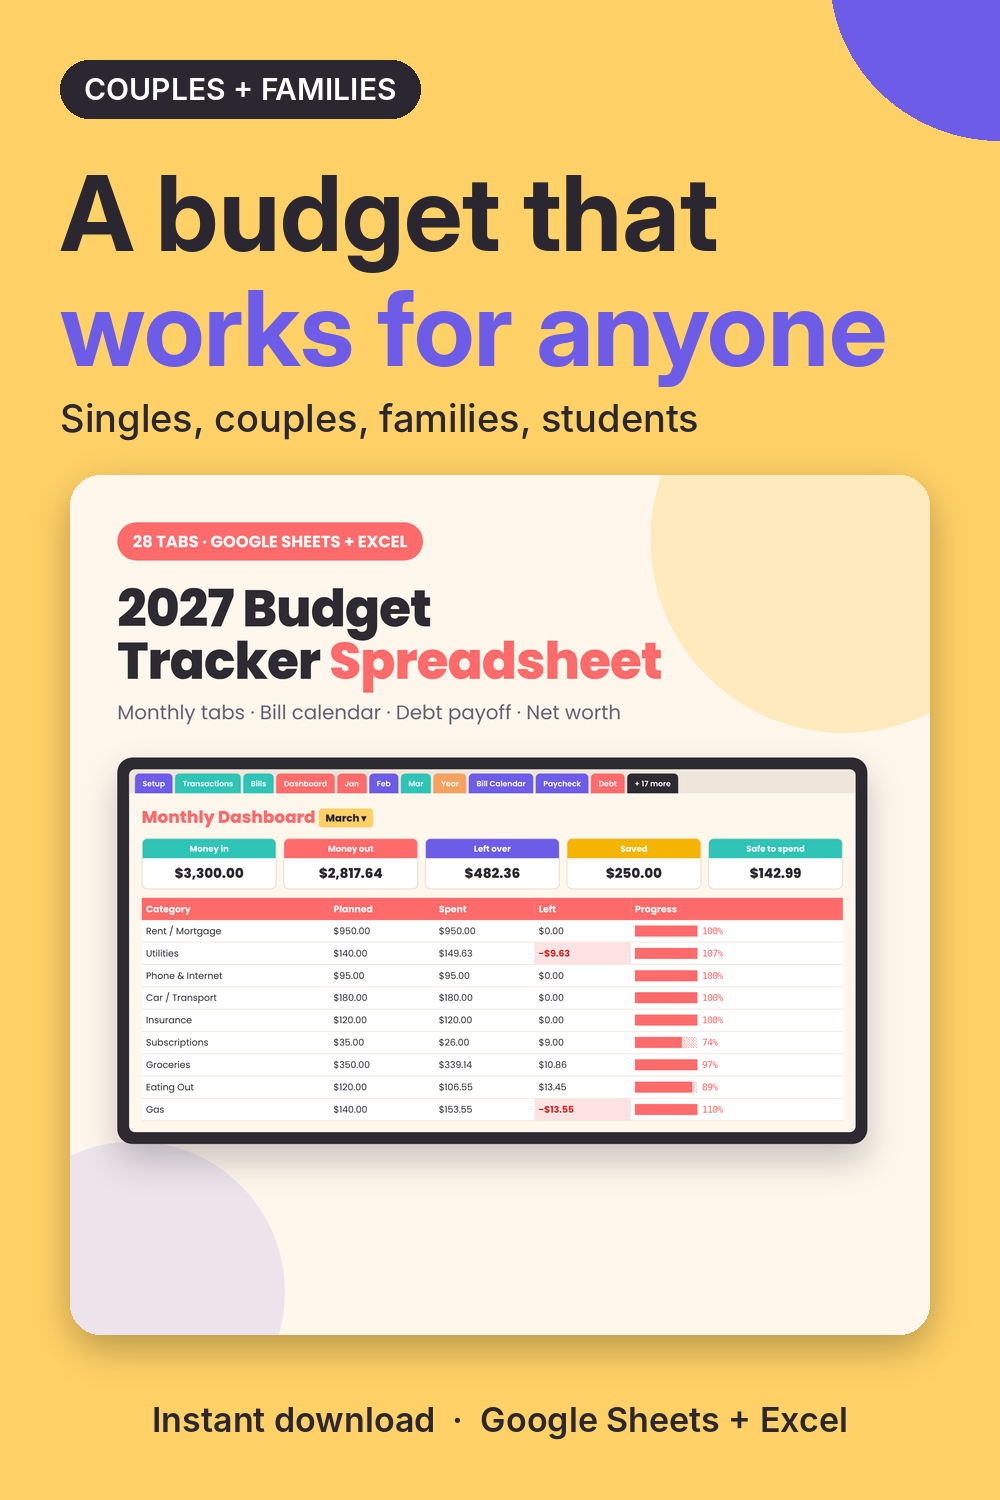 COUPLES + FAMILIES
A budget that
works for anyone
Singles, couples, families, students
28 TABS · GOOGLE SHEETS + EXCEL
2027 Budget
Tracker Spreadsheet
Monthly tabs · Bill calendar · Debt payoff · Net worth
Setup Transactions Bills Dashboard Jan Feb Mar Year Bill Calendar Paycheck Debt + 17 more
Monthly Dashboard March ▾
Money in Money out Left over Saved Safe to spend
$3,300.00 $2,817.64 $482.36 $250.00 $142.99
Category Planned Spent Left Progress
Rent / Mortgage $950.00 $950.00 $0.00 100%
Utilities $140.00 $149.63 -$9.63 107%
Phone & Internet $95.00 $95.00 $0.00 100%
Car / Transport $180.00 $180.00 $0.00 100%
Insurance $120.00 $120.00 $0.00 100%
Subscriptions $35.00 $26.00 $9.00 74%
Groceries $350.00 $339.14 $10.86 97%
Eating Out $120.00 $106.55 $13.45 89%
Gas $140.00 $153.55 -$13.55 110%
Instant download · Google Sheets + Excel